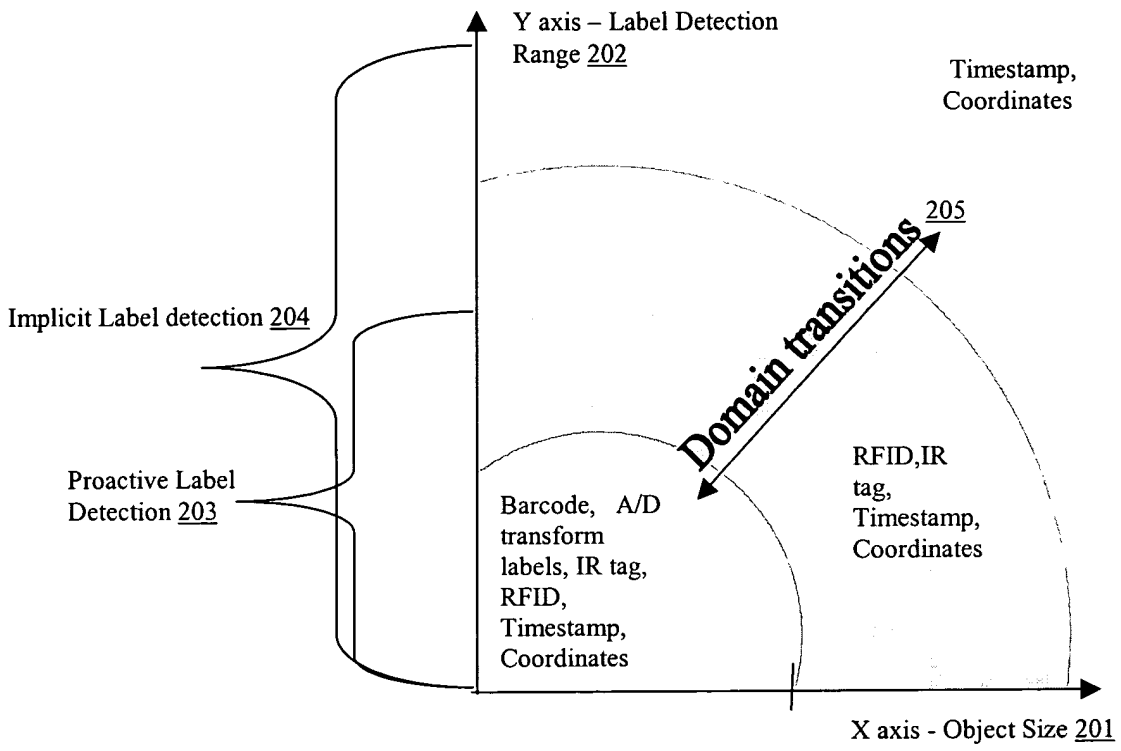 Y axis – Label Detection
Range 202
Timestamp,
Coordinates
205
Domain transitions
Implicit Label detection 204
Proactive Label
Detection 203
Barcode, A/D
transform
labels, IR tag,
RFID,
Timestamp,
Coordinates
RFID,IR
tag,
Timestamp,
Coordinates
X axis - Object Size 201